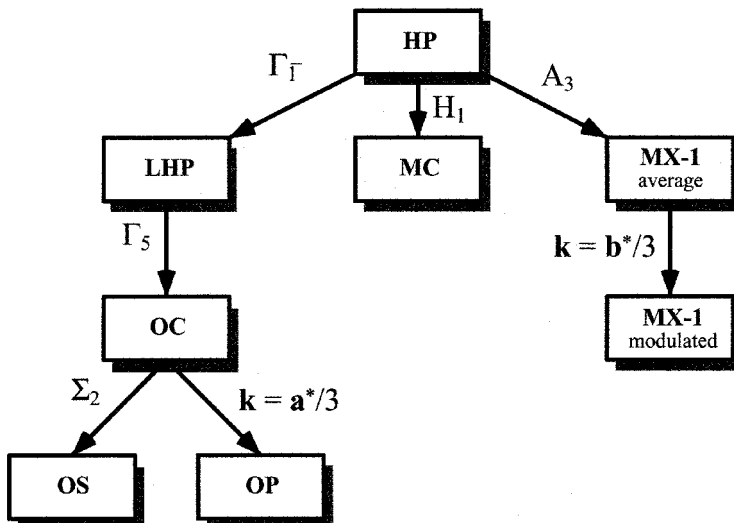 HP
Γ₁⁻
H₁
A₃
LHP
MC
MX-1
average
Γ₅
k = b*/3
OC
MX-1
modulated
Σ₂
k = a*/3
OS
OP